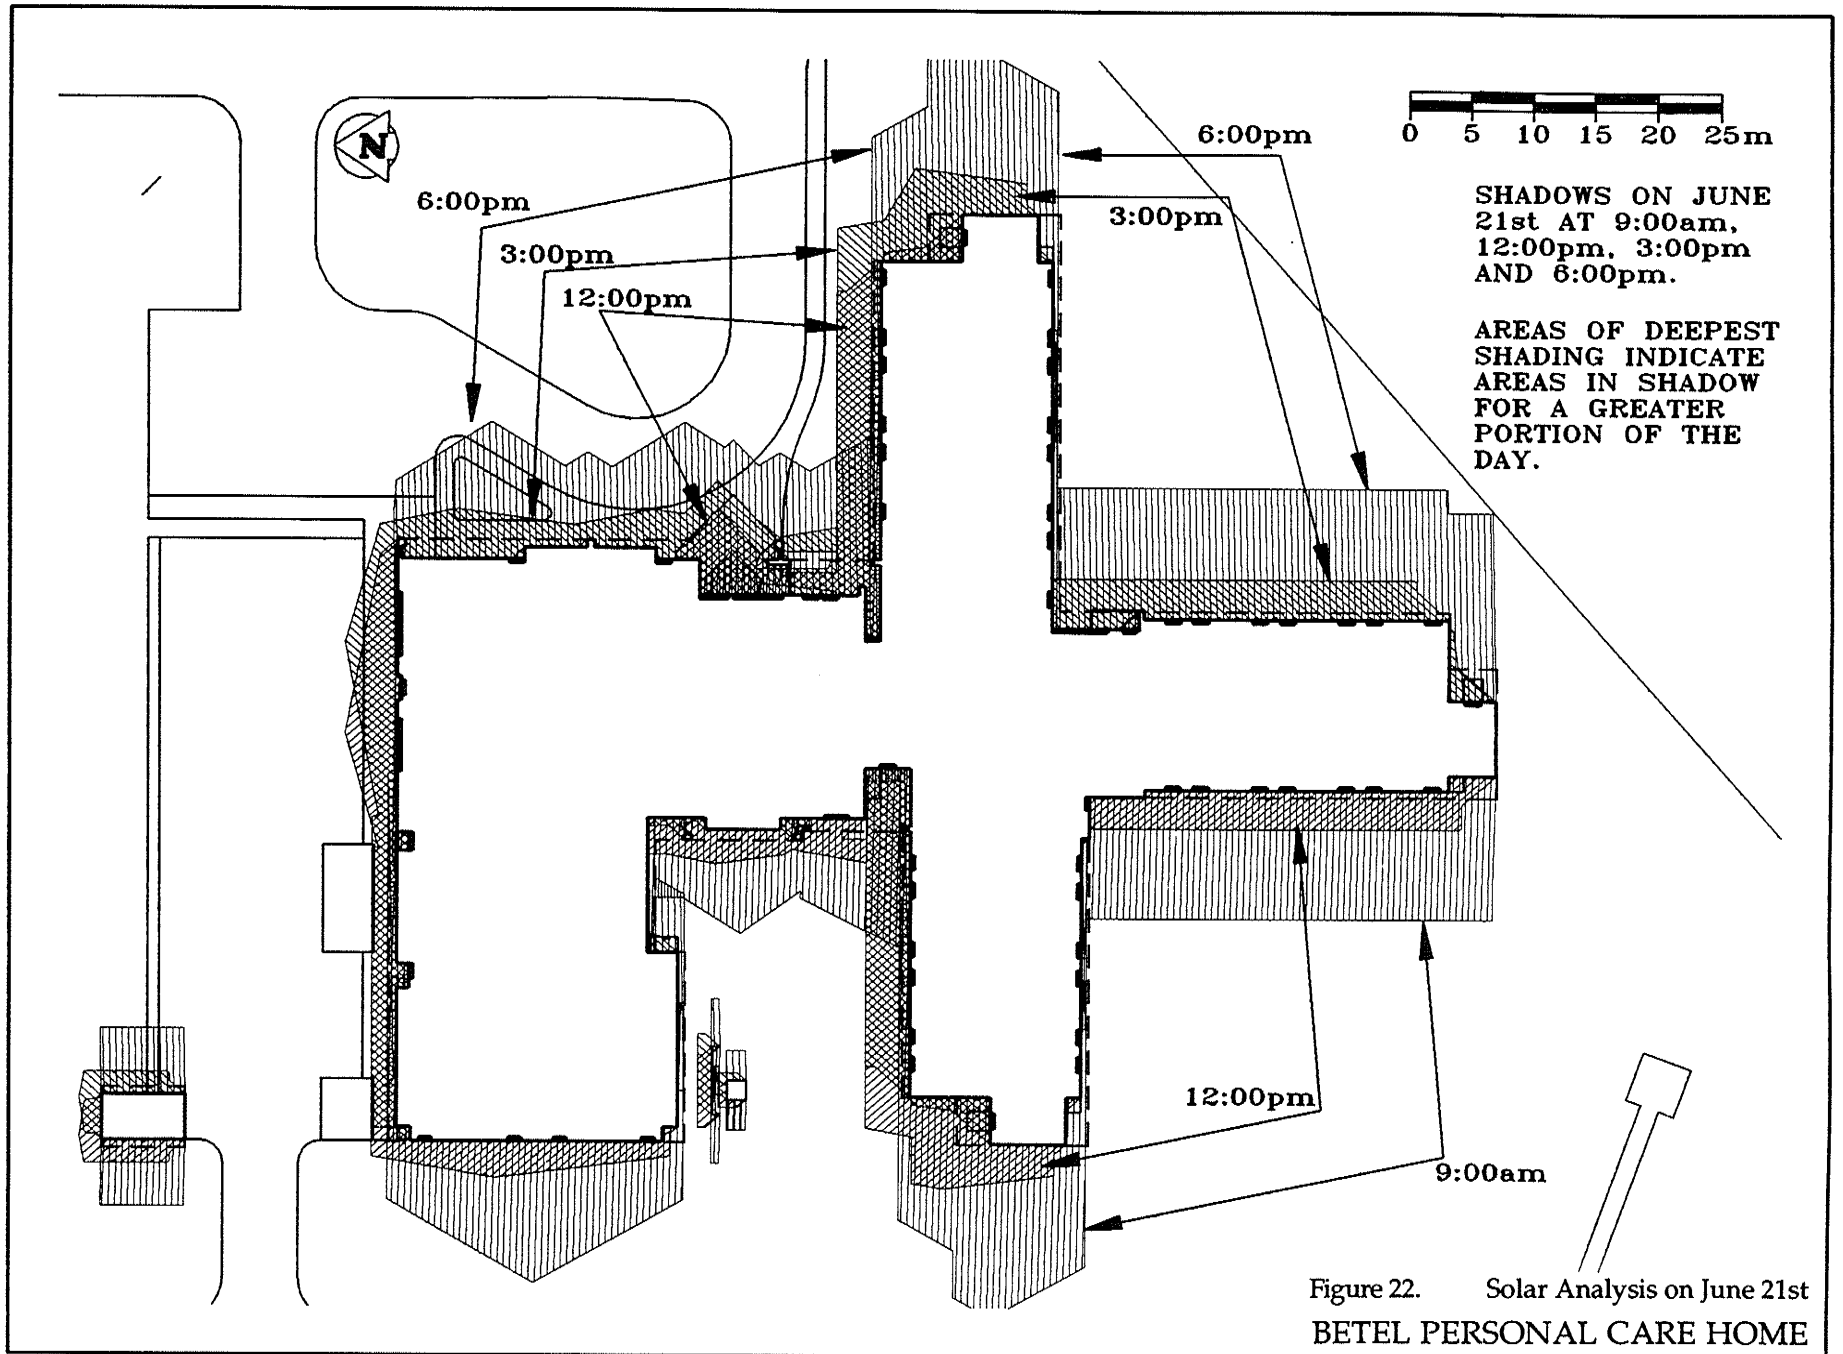 N
6:00pm
3:00pm
12:00pm
6:00pm
3:00pm
0 5 10 15 20 25m
SHADOWS ON JUNE
21st AT 9:00am,
12:00pm, 3:00pm
AND 6:00pm.
AREAS OF DEEPEST
SHADING INDICATE
AREAS IN SHADOW
FOR A GREATER
PORTION OF THE
DAY.
12:00pm
9:00am
Figure 22. Solar Analysis on June 21st
BETEL PERSONAL CARE HOME